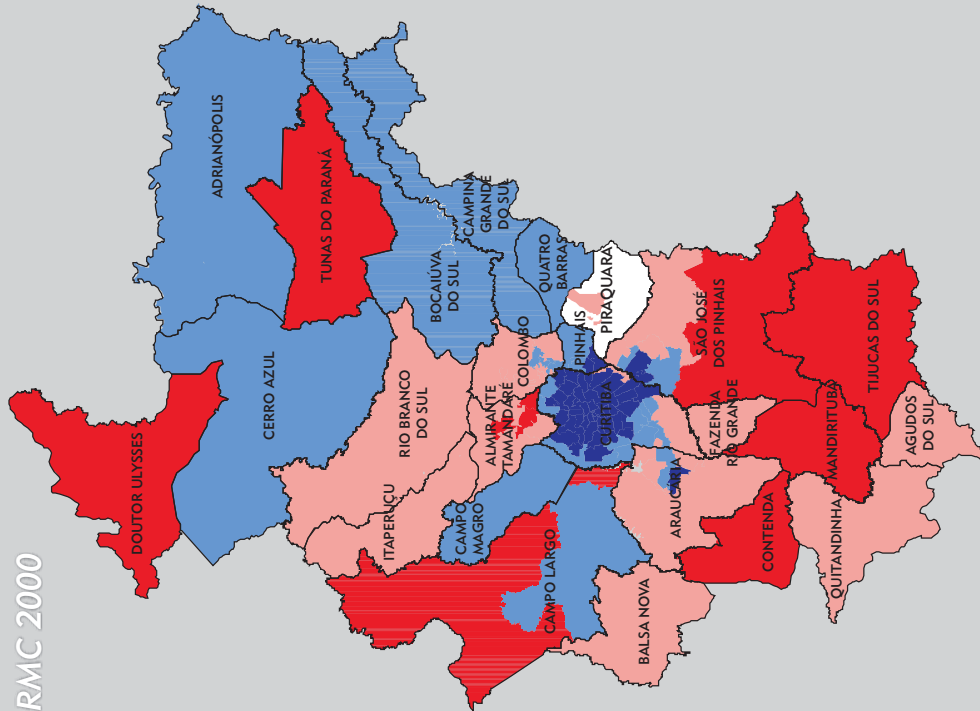 RMC 2000
DOUTOR ULYSSES
CERRO AZUL
ADRIANÓPOLIS
TUNAS DO PARANÁ
BOCAIÚVA
DO SUL
CAMPINA
GRANDE
DO SUL
QUATRO
BARRAS
RIO BRANCO
DO SUL
ITAPERUÇU
CAMPO
MAGRO
ALMIRANTE
TAMANDARÉ
COLOMBO
PINHAIS
PIRAQUARA
CURITIBA
CAMPO LARGO
BALSA NOVA
ARAUCÁRIA
FAZENDA
RIO GRANDE
SÃO JOSÉ
DOS PINHAIS
CONTENDA
MANDIRITUBA
TIJUCAS DO SUL
QUITANDINHA
AGUDOS
DO SUL